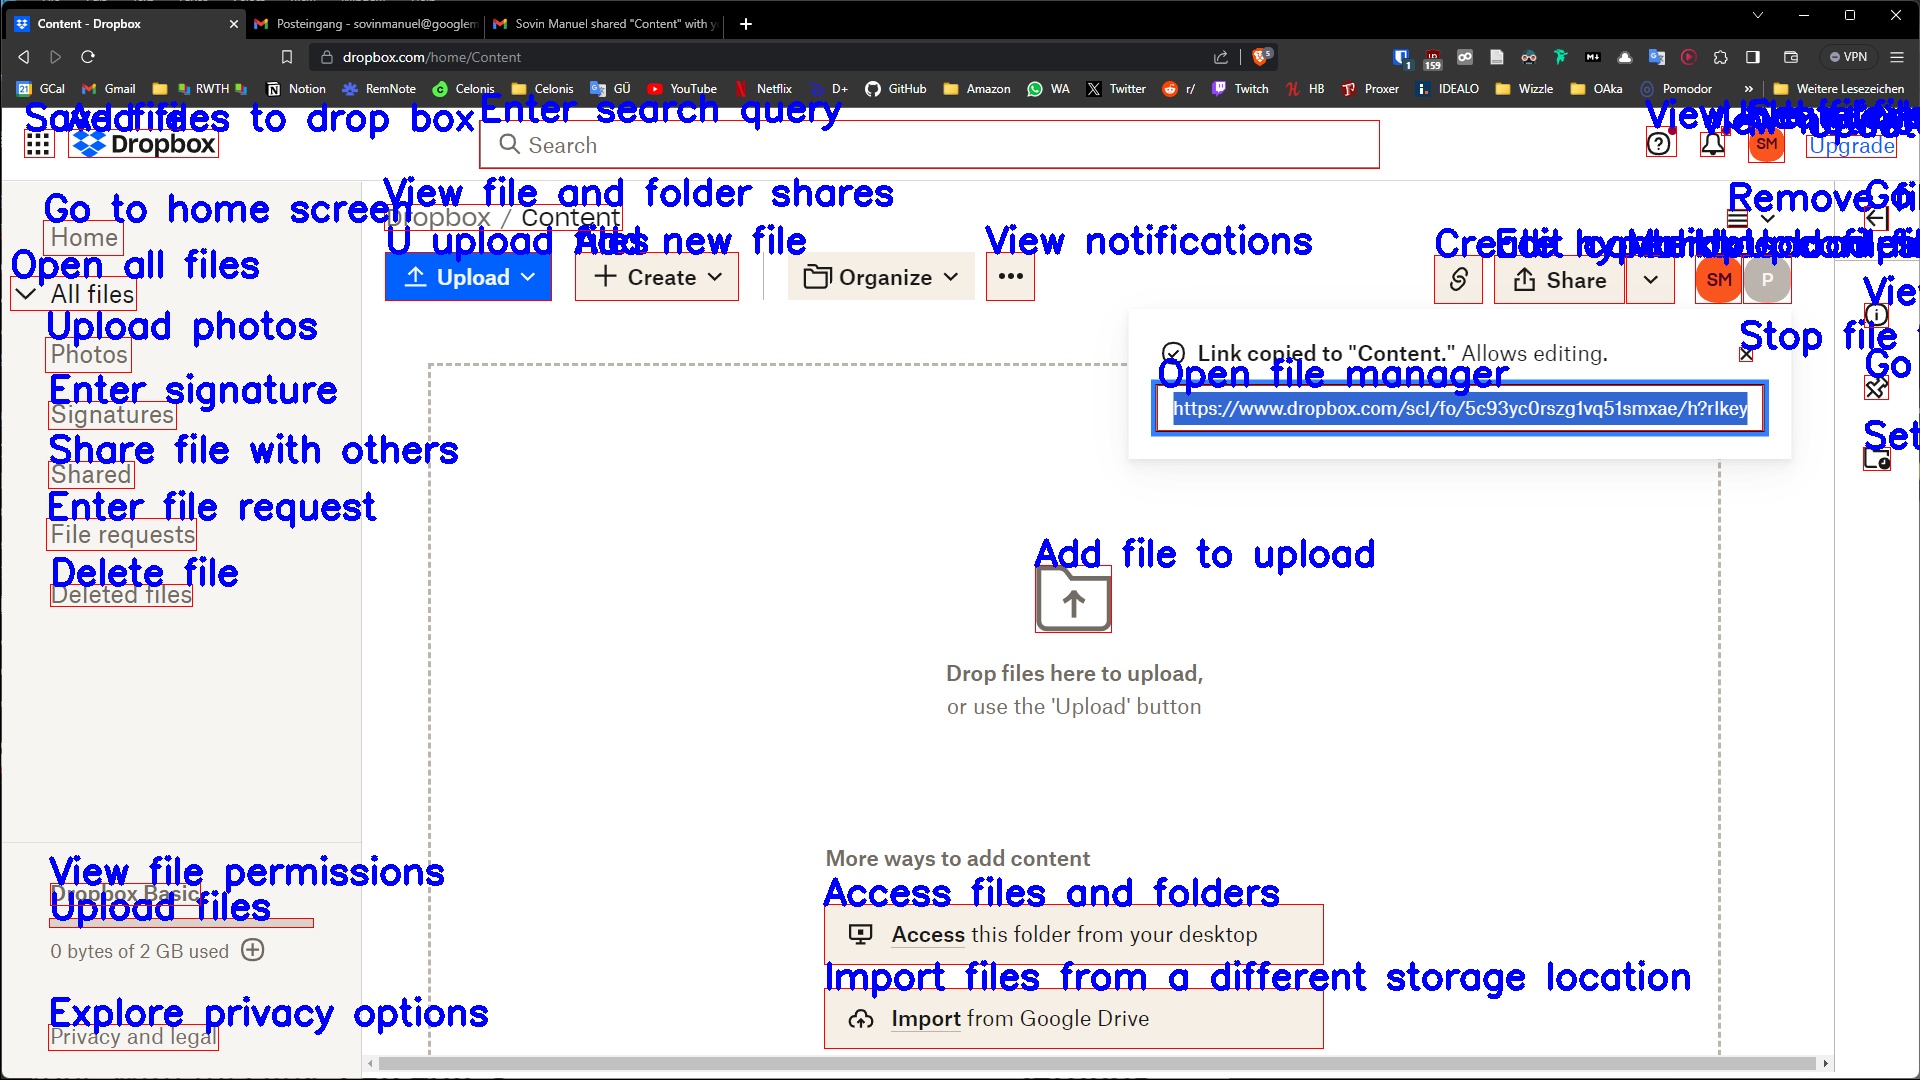 Content - Dropbox
Posteingang - sovinmanuel@googlem
Sovin Manuel shared "Content" with y
dropbox.com/home/Content
1
159
5
VPN
GCal
Gmail
RWTH
Notion
RemNote
Celonis
Celonis
GÜ
YouTube
Netflix
D+
GitHub
Amazon
WA
Twitter
r/
Twitch
HB
Proxer
IDEALO
Wizzle
OAka
Pomodor
»
Weitere Lesezeichen
files to drop box
Enter search query
View
Dropbox
Search
SM
Upgrade
Go to home screen
View file and folder shares
Remove
Home
Dropbox / Content
U upload files
Add new file
View notifications
Open all files
Upload
Create
Organize
Share
SM
P
All files
View
Upload photos
Stop file
Photos
Link copied to "Content." Allows editing.
Go
Open file manager
Enter signature
https://www.dropbox.com/scl/fo/5c93yc0rszg1vq51smxae/h?rlkey
Signatures
Set
Share file with others
Shared
Enter file request
File requests
Add file to upload
Delete file
Deleted files
Drop files here to upload,
or use the 'Upload' button
More ways to add content
View file permissions
Access files and folders
Dropbox Basic
Upload files
Access this folder from your desktop
0 bytes of 2 GB used
Import files from a different storage location
Explore privacy options
Import from Google Drive
Privacy and legal